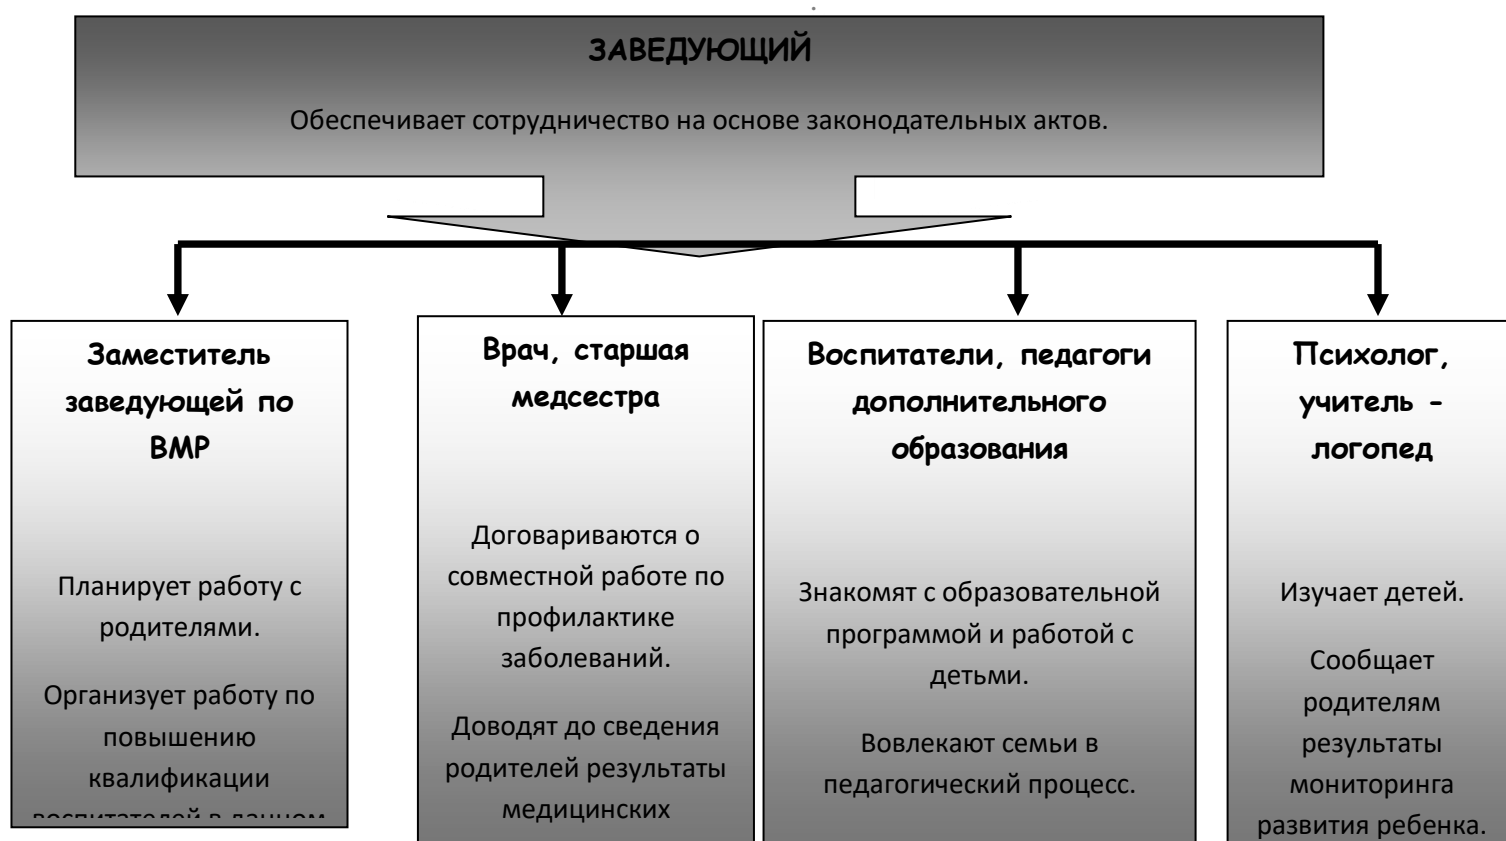 ЗАВЕДУЮЩИЙ
Обеспечивает сотрудничество на основе законодательных актов.
Заместитель
заведующей по
ВМР
Планирует работу с
родителями.
Организует работу по
повышению
квалификации
воспитателей в данном
Врач, старшая
медсестра
Договариваются о
совместной работе по
профилактике
заболеваний.
Доводят до сведения
родителей результаты
медицинских
Воспитатели, педагоги
дополнительного
образования
Знакомят с образовательной
программой и работой с
детьми.
Вовлекают семьи в
педагогический процесс.
Психолог,
учитель -
логопед
Изучает детей.
Сообщает
родителям
результаты
мониторинга
развития ребенка.